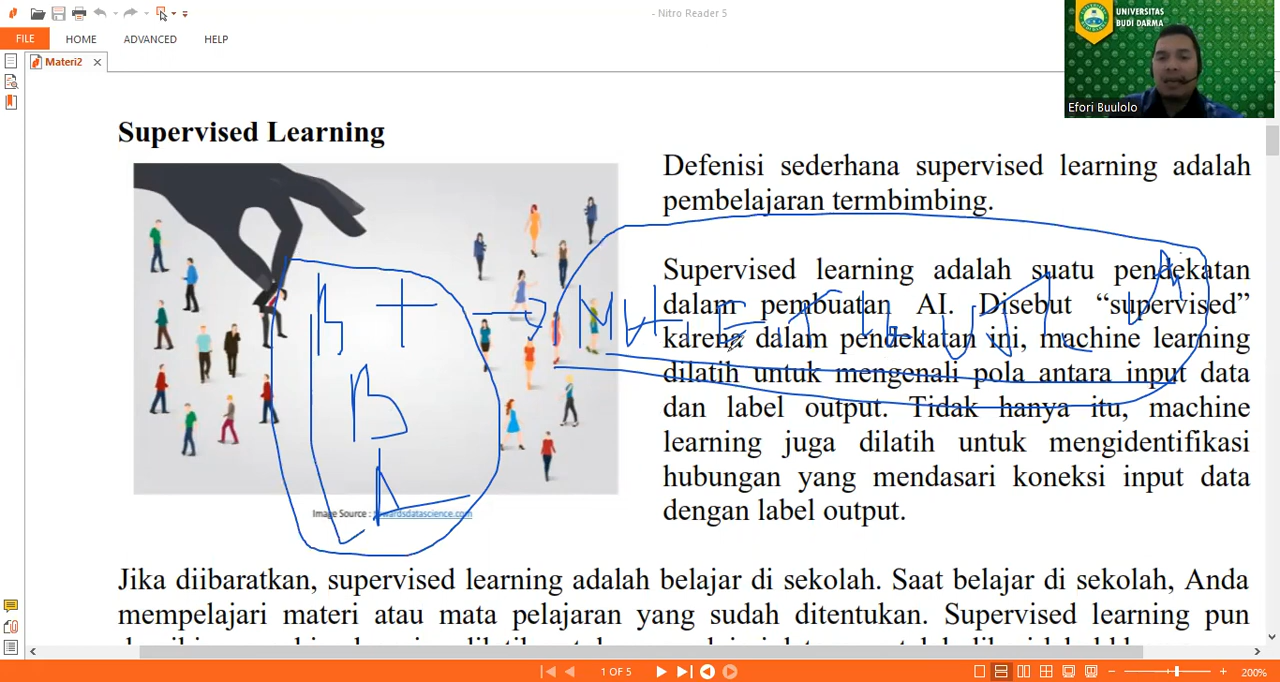 - Nitro Reader 5
FILE HOME ADVANCED HELP
Materi2
UNIVERSITAS
BUDI DARMA
Efori Buulolo
Supervised Learning
Defenisi sederhana supervised learning adalah
pembelajaran termbimbing.
Supervised learning adalah suatu pendekatan
dalam pembuatan AI. Disebut “supervised”
karena dalam pendekatan ini, machine learning
dilatih untuk mengenali pola antara input data
dan label output. Tidak hanya itu, machine
learning juga dilatih untuk mengidentifikasi
hubungan yang mendasari koneksi input data
dengan label output.
Image Source :
Jika diibaratkan, supervised learning adalah belajar di sekolah. Saat belajar di sekolah, Anda
mempelajari materi atau mata pelajaran yang sudah ditentukan. Supervised learning pun
1 OF 5
200%